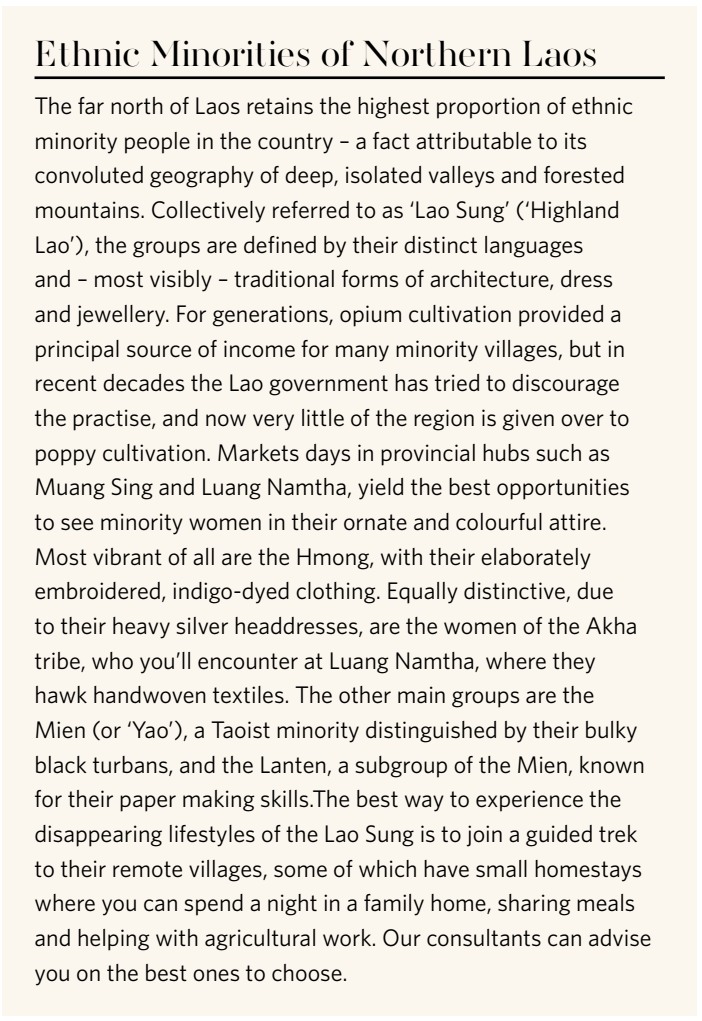 Ethnic Minorities of Northern Laos
The far north of Laos retains the highest proportion of ethnic
minority people in the country – a fact attributable to its
convoluted geography of deep, isolated valleys and forested
mountains. Collectively referred to as ‘Lao Sung’ (‘Highland
Lao’), the groups are defined by their distinct languages
and – most visibly – traditional forms of architecture, dress
and jewellery. For generations, opium cultivation provided a
principal source of income for many minority villages, but in
recent decades the Lao government has tried to discourage
the practise, and now very little of the region is given over to
poppy cultivation. Markets days in provincial hubs such as
Muang Sing and Luang Namtha, yield the best opportunities
to see minority women in their ornate and colourful attire.
Most vibrant of all are the Hmong, with their elaborately
embroidered, indigo-dyed clothing. Equally distinctive, due
to their heavy silver headdresses, are the women of the Akha
tribe, who you’ll encounter at Luang Namtha, where they
hawk handwoven textiles. The other main groups are the
Mien (or ‘Yao’), a Taoist minority distinguished by their bulky
black turbans, and the Lanten, a subgroup of the Mien, known
for their paper making skills.The best way to experience the
disappearing lifestyles of the Lao Sung is to join a guided trek
to their remote villages, some of which have small homestays
where you can spend a night in a family home, sharing meals
and helping with agricultural work. Our consultants can advise
you on the best ones to choose.